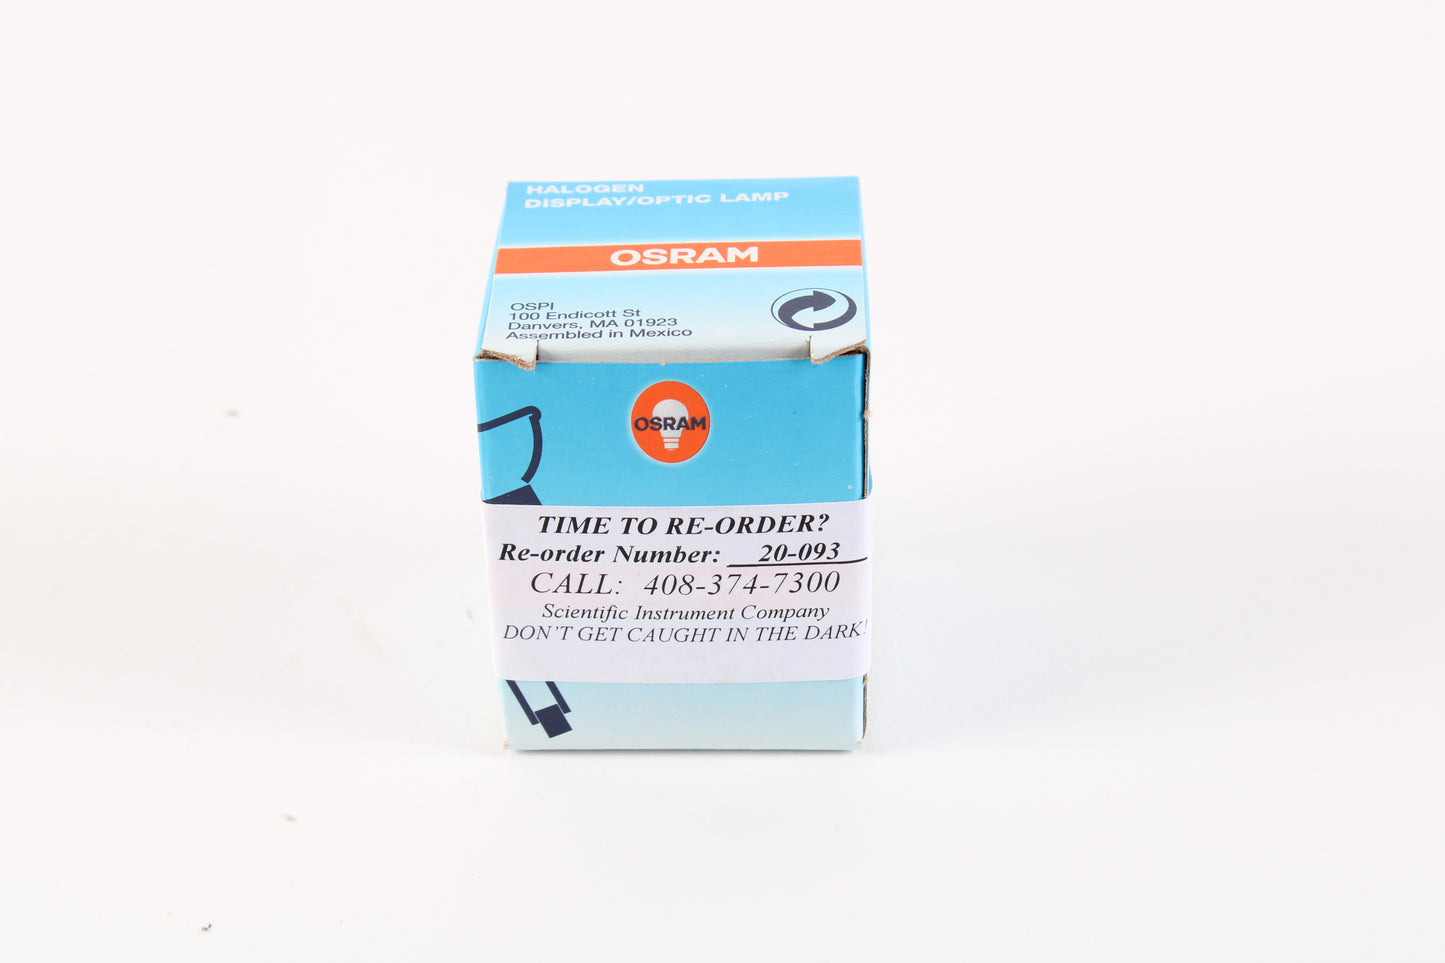 HALOGEN
DISPLAY/OPTIC LAMP
OSRAM
OSPI
100 Endicott St
Danvers, MA 01923
Assembled in Mexico
OSRAM
TIME TO RE-ORDER?
Re-order Number: 20-093
CALL: 408-374-7300
Scientific Instrument Company
DON'T GET CAUGHT IN THE DARK!